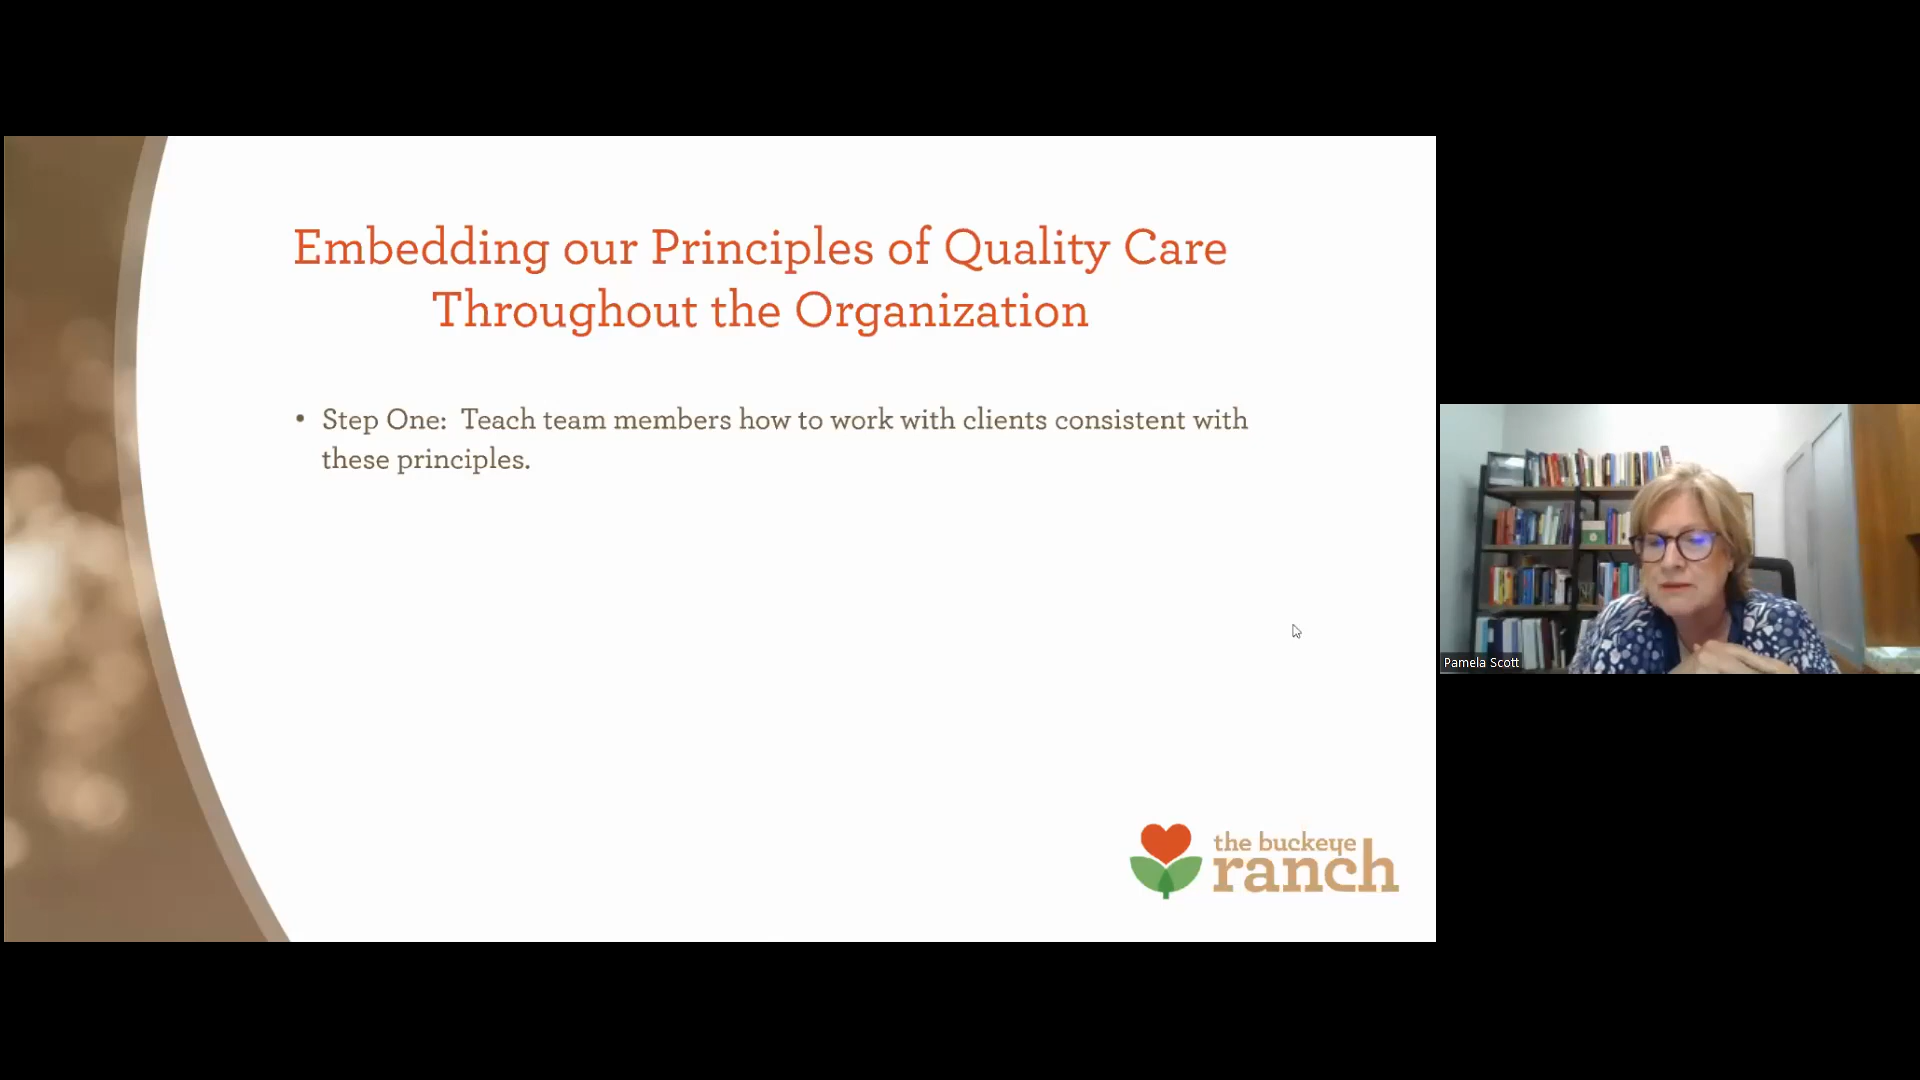 Embedding our Principles of Quality Care
Throughout the Organization
• Step One:  Teach team members how to work with clients consistent with
these principles.
the buckeye
ranch
Pamela Scott